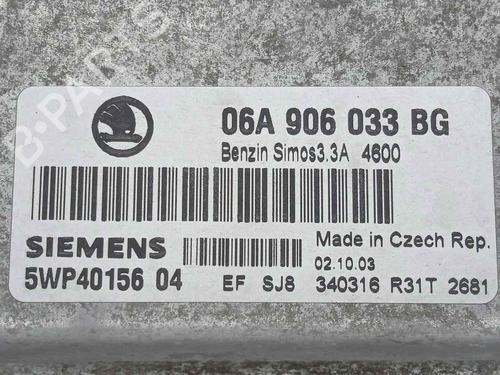 06A 906 033 BG
Benzin Simos3.3A 4600
SIEMENS
Made in Czech Rep.
02.10.03
5WP40156 04
EF SJ8 340316 R31T 2681
B-PARTS